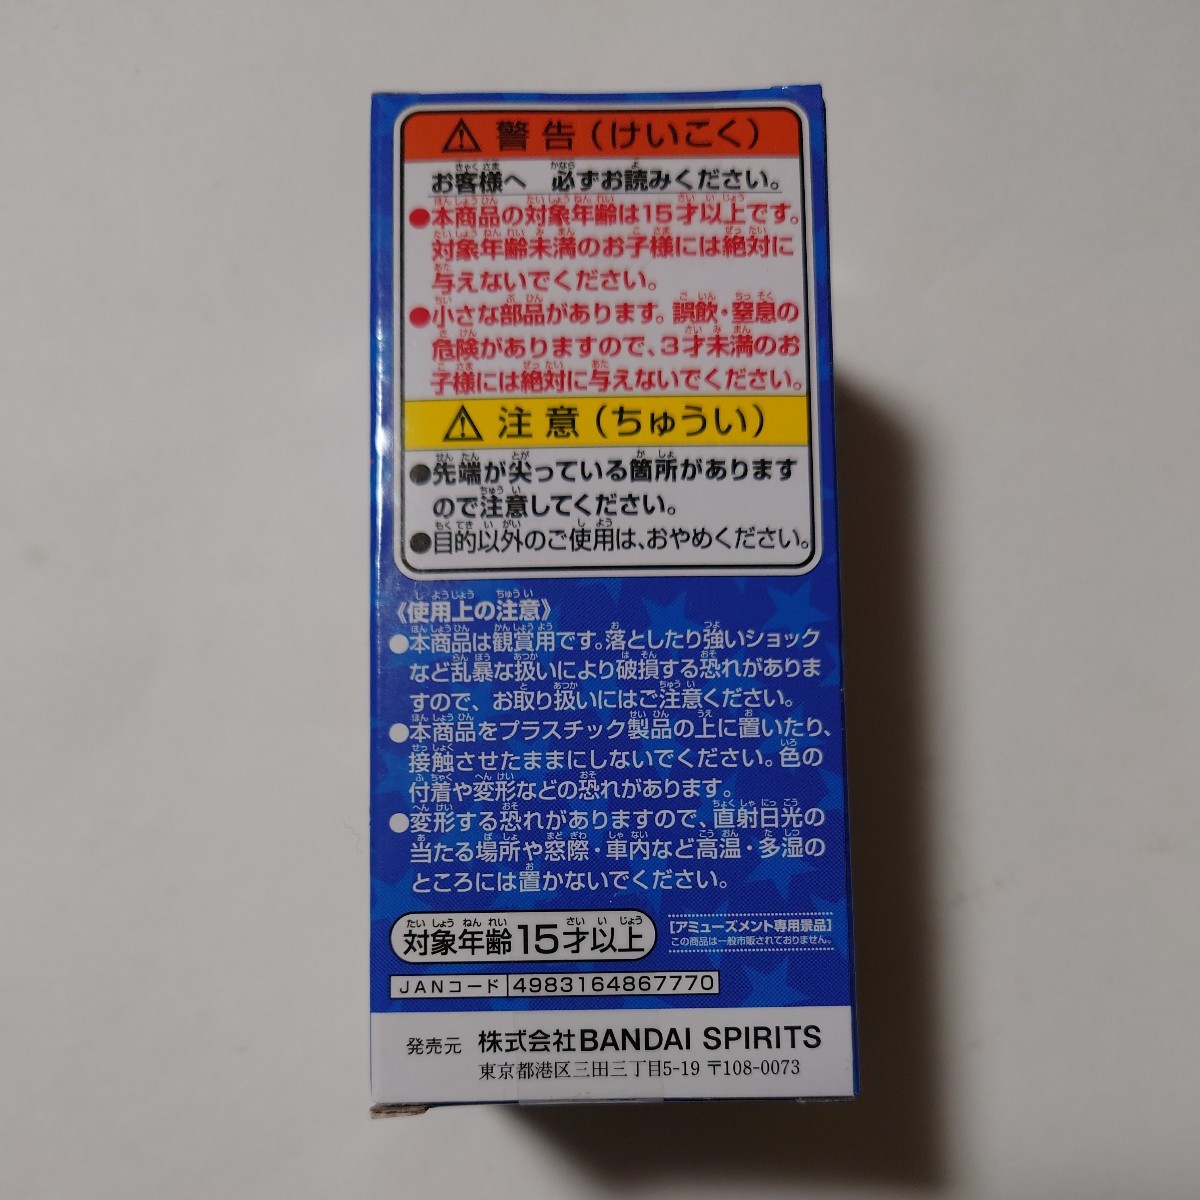 ⚠ 警告（けいこく）
お客様へ 必ずお読みください。
●本商品の対象年齢は15才以上です。
対象年齢未満のお子様には絶対に
与えないでください。
●小さな部品があります。誤飲・窒息の
危険がありますので、3才未満のお
子様には絶対に与えないでください。
⚠ 注意（ちゅうい）
●先端が尖っている箇所があります
ので注意してください。
●目的以外のご使用は、おやめください。
《使用上の注意》
●本商品は観賞用です。落としたり強いショック
など乱暴な扱いにより破損する恐れがありま
すので、お取り扱いにはご注意ください。
●本商品をプラスチック製品の上に置いたり、
接触させたままにしないでください。色の
付着や変形などの恐れがあります。
●変形する恐れがありますので、直射日光の
当たる場所や窓際・車内など高温・多湿の
ところには置かないでください。
対象年齢15才以上
[アミューズメント専用景品]
この商品は一般市販されておりません。
JANコード 4983164867770
発売元 株式会社BANDAI SPIRITS
東京都港区三田三丁目5-19 〒108-0073